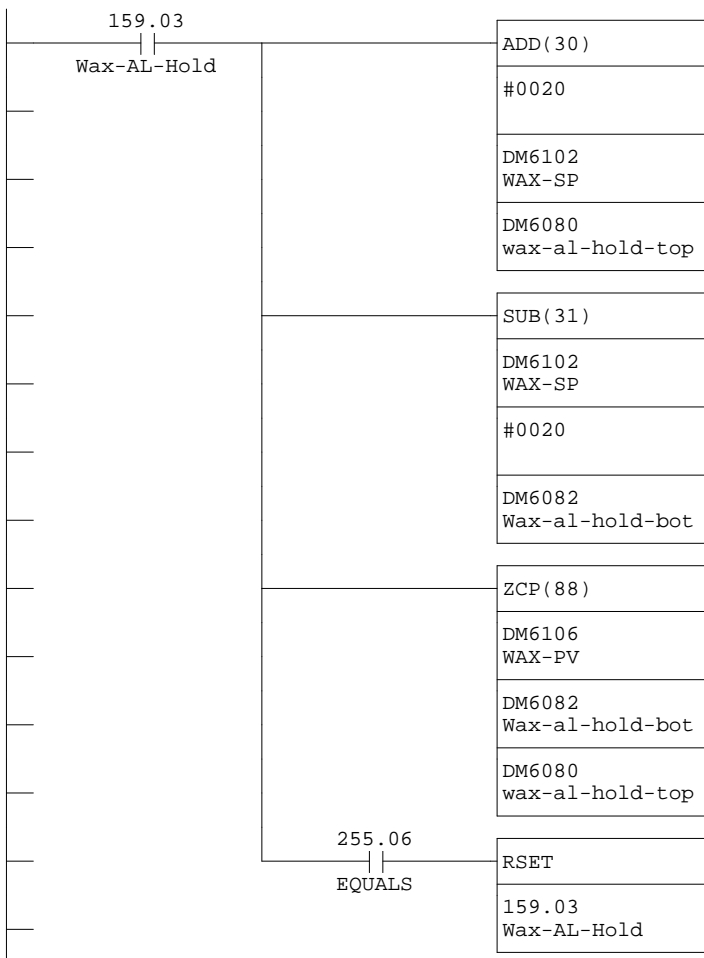 159.03
Wax-AL-Hold
ADD(30)
#0020
DM6102
WAX-SP
DM6080
wax-al-hold-top
SUB(31)
DM6102
WAX-SP
#0020
DM6082
Wax-al-hold-bot
ZCP(88)
DM6106
WAX-PV
DM6082
Wax-al-hold-bot
DM6080
wax-al-hold-top
255.06
EQUALS
RSET
159.03
Wax-AL-Hold